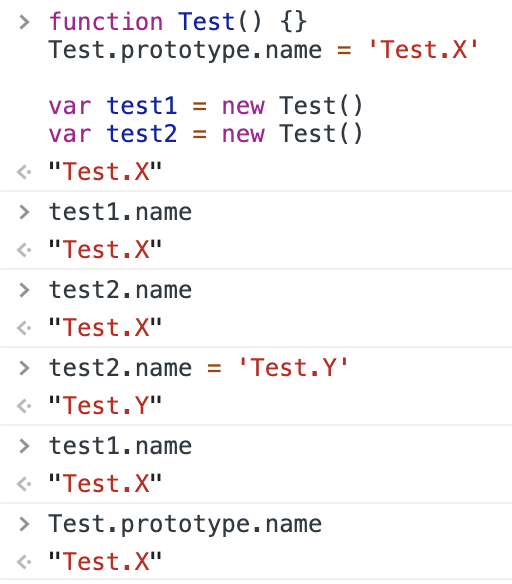 > function Test() {}
Test.prototype.name = 'Test.X'
var test1 = new Test()
var test2 = new Test()
<· "Test.X"
> test1.name
<· "Test.X"
> test2.name
<· "Test.X"
> test2.name = 'Test.Y'
<· "Test.Y"
> test1.name
<· "Test.X"
> Test.prototype.name
<· "Test.X"